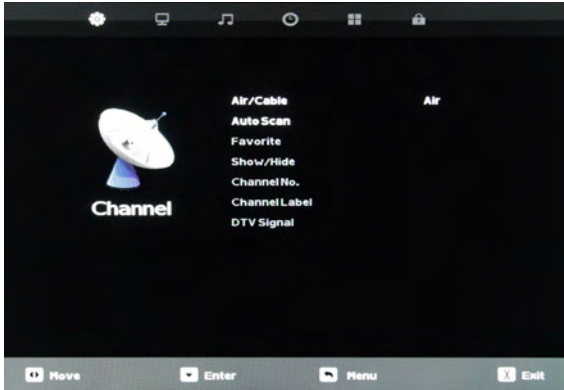 Air/Cable Air
Auto Scan
Favorite
Show/Hide
Channel No.
Channel Label
DTV Signal
Channel
Move Enter Menu X Exit